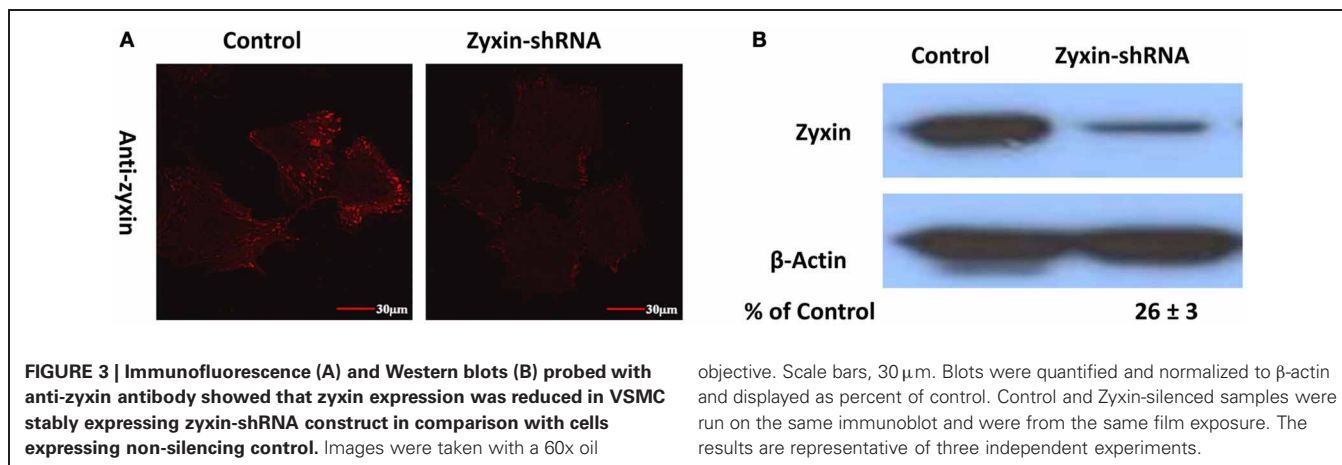 A
Control
Zyxin-shRNA
Anti-zyxin
30μm
30μm
B
Control
Zyxin-shRNA
Zyxin
β-Actin
% of Control
26 ± 3
FIGURE 3 | Immunofluorescence (A) and Western blots (B) probed with
anti-zyxin antibody showed that zyxin expression was reduced in VSMC
stably expressing zyxin-shRNA construct in comparison with cells
expressing non-silencing control. Images were taken with a 60x oil
objective. Scale bars, 30 μm. Blots were quantified and normalized to β-actin
and displayed as percent of control. Control and Zyxin-silenced samples were
run on the same immunoblot and were from the same film exposure. The
results are representative of three independent experiments.